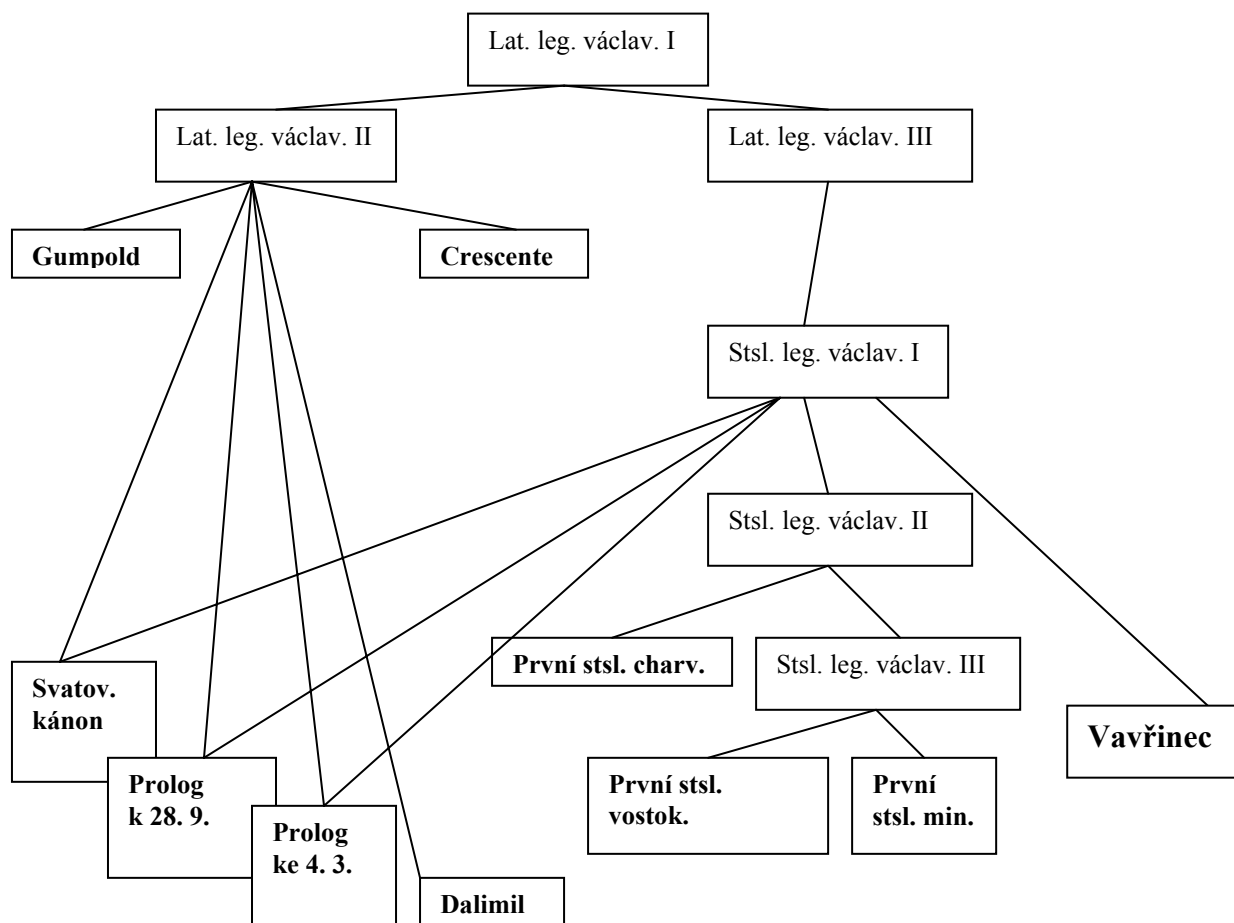 Lat. leg. václav. I
Lat. leg. václav. II
Lat. leg. václav. III
Gumpold
Crescente
Stsl. leg. václav. I
Stsl. leg. václav. II
První stsl. charv.
Stsl. leg. václav. III
Svatov.
kánon
Vavřinec
Prolog
k 28. 9.
První stsl.
vostok.
První
stsl. min.
Prolog
ke 4. 3.
Dalimil